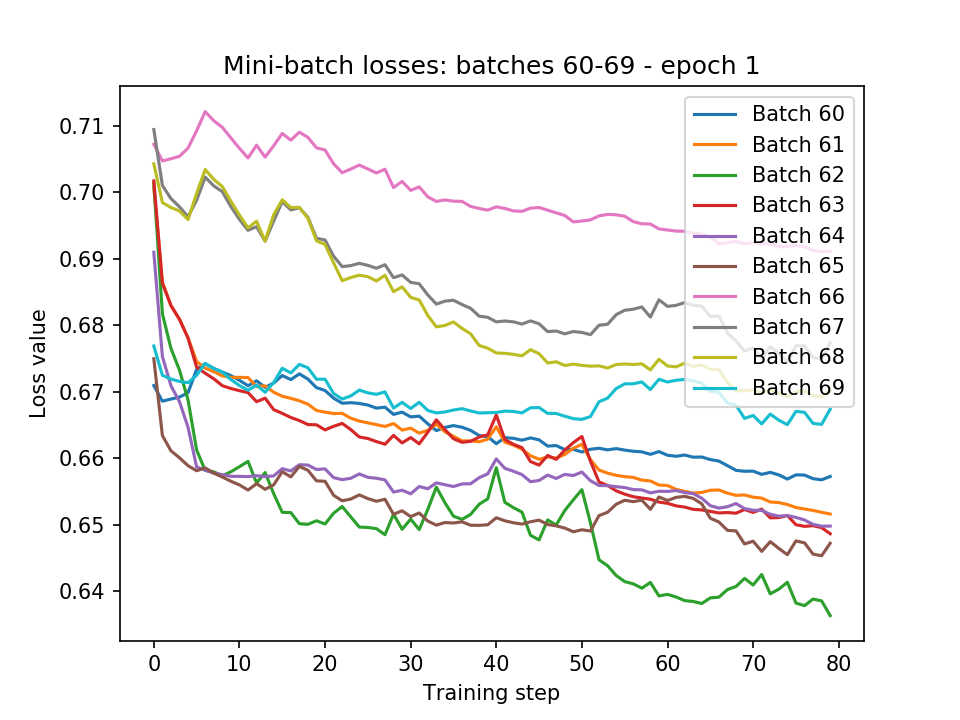 Mini-batch losses: batches 60-69 - epoch 1
Loss value
0.71
0.70
0.69
0.68
0.67
0.66
0.65
0.64
Batch 60
Batch 61
Batch 62
Batch 63
Batch 64
Batch 65
Batch 66
Batch 67
Batch 68
Batch 69
0 10 20 30 40 50 60 70 80
Training step